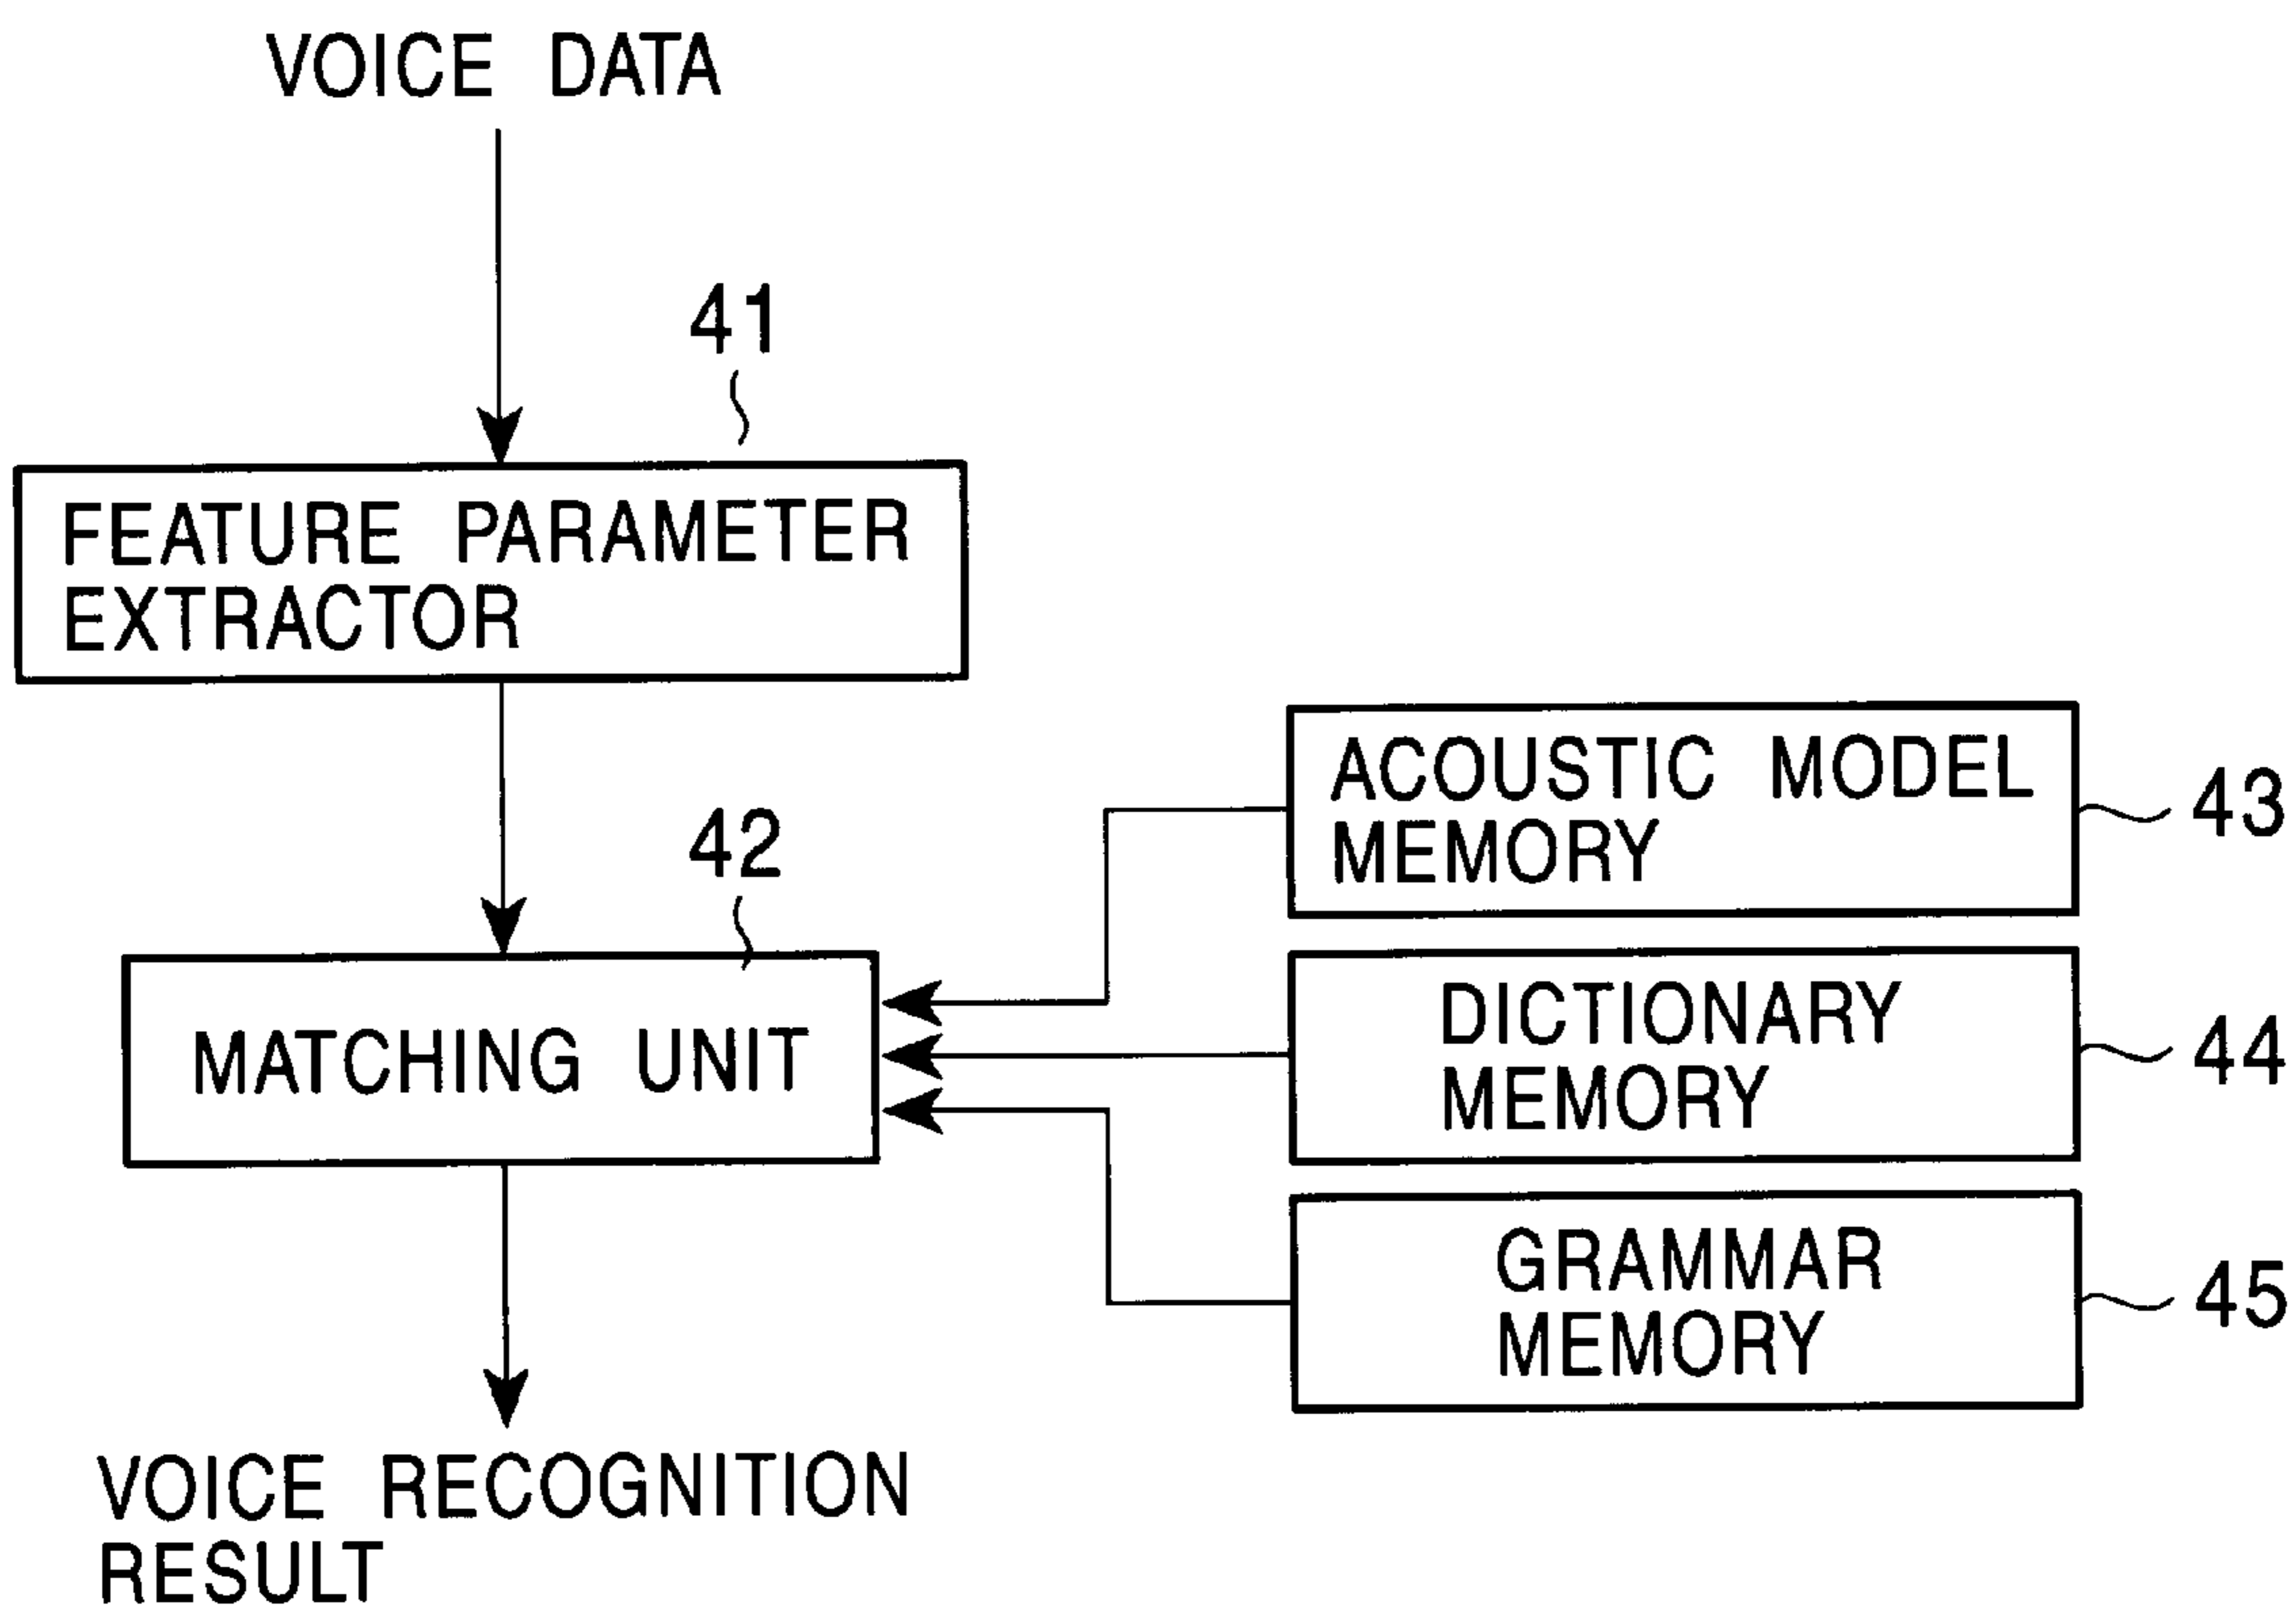 VOICE DATA
41
FEATURE PARAMETER
EXTRACTOR
42
MATCHING UNIT
ACOUSTIC MODEL
MEMORY
43
DICTIONARY
MEMORY
44
GRAMMAR
MEMORY
45
VOICE RECOGNITION
RESULT